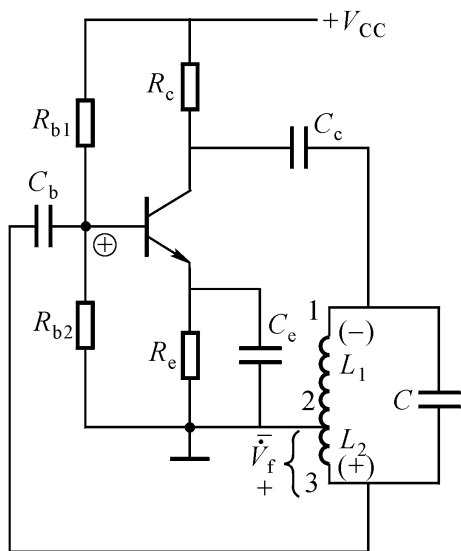 +V_CC
R_c
R_b1
C_c
C_b
⊕
R_b2
R_e
C_e
1
(−)
L_1
2
C
L_2
−
V̇_f
(+)
+
3